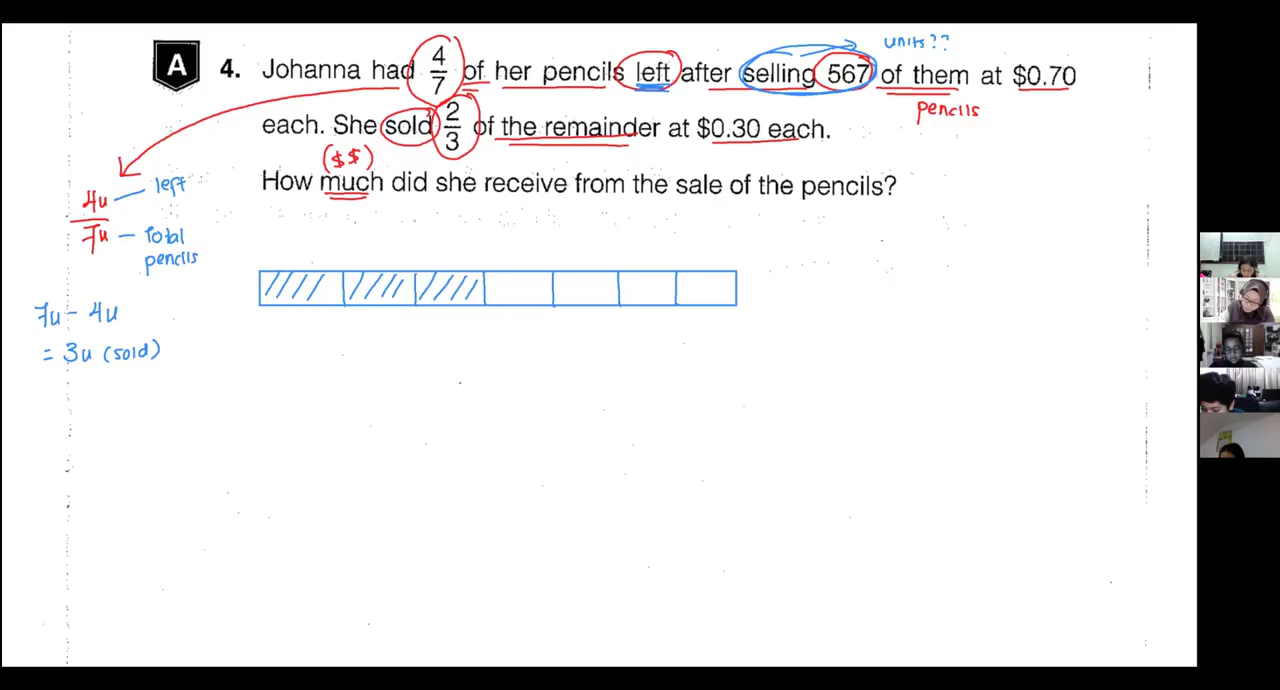 units??
A 4. Johanna had 4/7 of her pencils left after selling 567 of them at $0.70
pencils
each. She sold 2/3 of the remainder at $0.30 each.
($$)
How much did she receive from the sale of the pencils?
4u — left
7u — Total
pencils
7u - 4u
= 3u (sold)